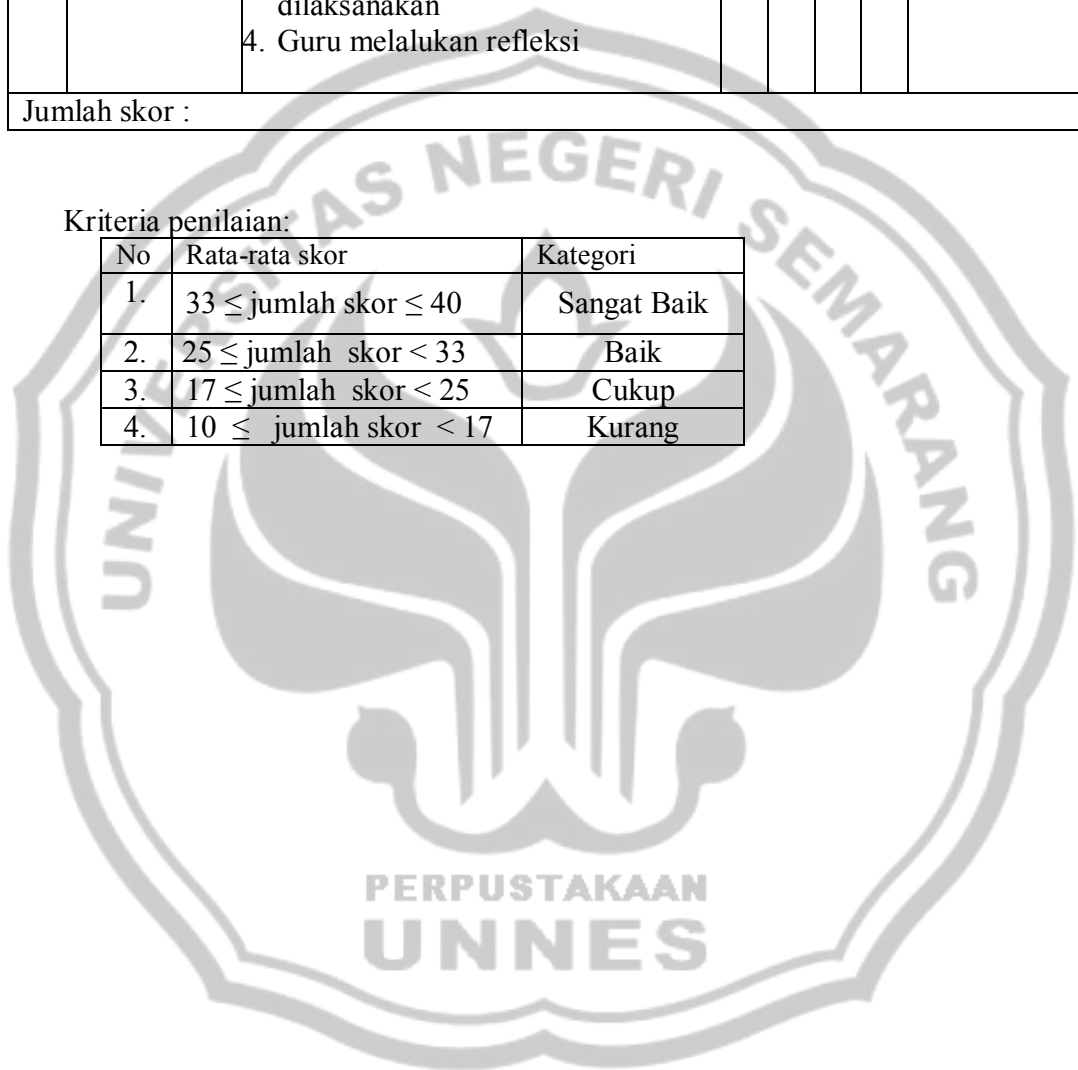 dilaksanakan
4. Guru melalukan refleksi
Jumlah skor :
UNIVERSITAS NEGERI SEMARANG
Kriteria penilaian:
No Rata-rata skor Kategori
1. 33 ≤ jumlah skor ≤ 40 Sangat Baik
2. 25 ≤ jumlah skor < 33 Baik
3. 17 ≤ jumlah skor < 25 Cukup
4. 10 ≤ jumlah skor < 17 Kurang
PERPUSTAKAAN
UNNES